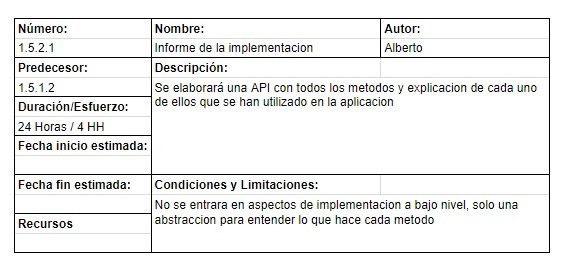 Número:
Nombre:
Autor:
1.5.2.1
Informe de la implementacion
Alberto
Predecesor:
Descripción:
1.5.1.2
Se elaborará una API con todos los metodos y explicacion de cada uno
de ellos que se han utilizado en la aplicacion
Duración/Esfuerzo:
24 Horas / 4 HH
Fecha inicio estimada:
Fecha fin estimada:
Condiciones y Limitaciones:
No se entrara en aspectos de implementacion a bajo nivel, solo una
abstraccion para entender lo que hace cada metodo
Recursos